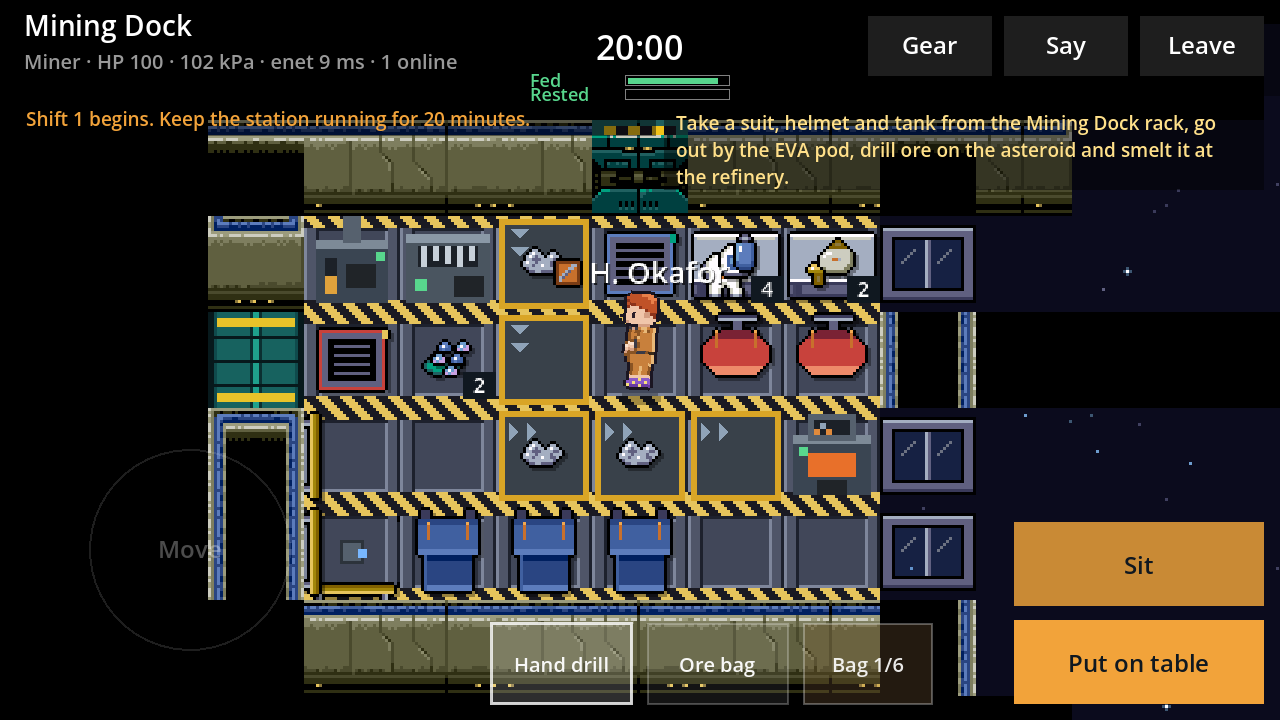 Mining Dock
Miner · HP 100 · 102 kPa · enet 9 ms · 1 online
20:00
Fed
Rested
Gear
Say
Leave
Shift 1 begins. Keep the station running for 20 minutes.
Take a suit, helmet and tank from the Mining Dock rack, go
out by the EVA pod, drill ore on the asteroid and smelt it at
the refinery.
H. Okafor
4
2
2
Move
Sit
Hand drill
Ore bag
Bag 1/6
Put on table